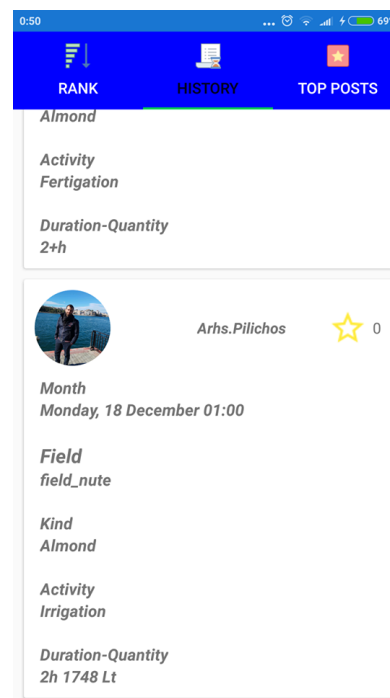 0:50 ... 69%
RANK HISTORY TOP POSTS
Almond
Activity
Fertigation
Duration-Quantity
2+h
Arhs.Pilichos 0
Month
Monday, 18 December 01:00
Field
field_nute
Kind
Almond
Activity
Irrigation
Duration-Quantity
2h 1748 Lt